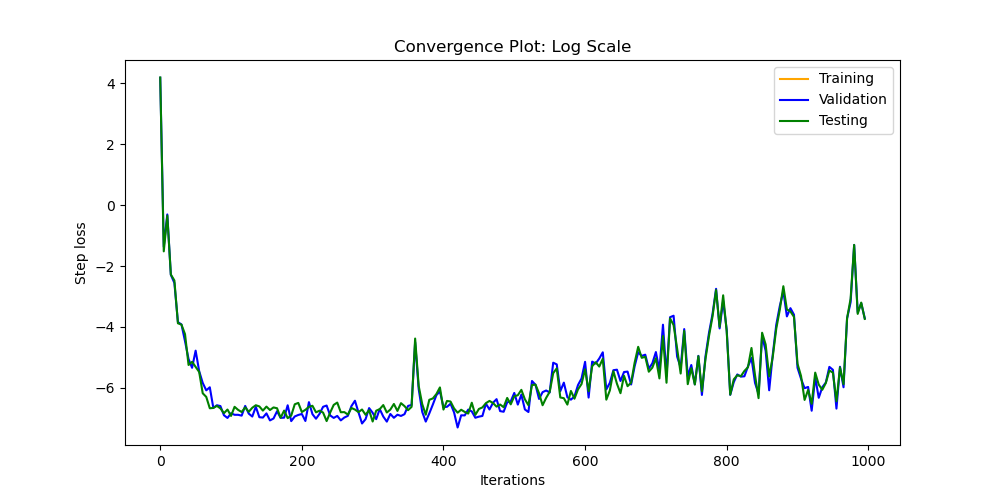 Convergence Plot: Log Scale
Training
Validation
Testing
4
2
0
−2
−4
−6
Step loss
0
200
400
600
800
1000
Iterations